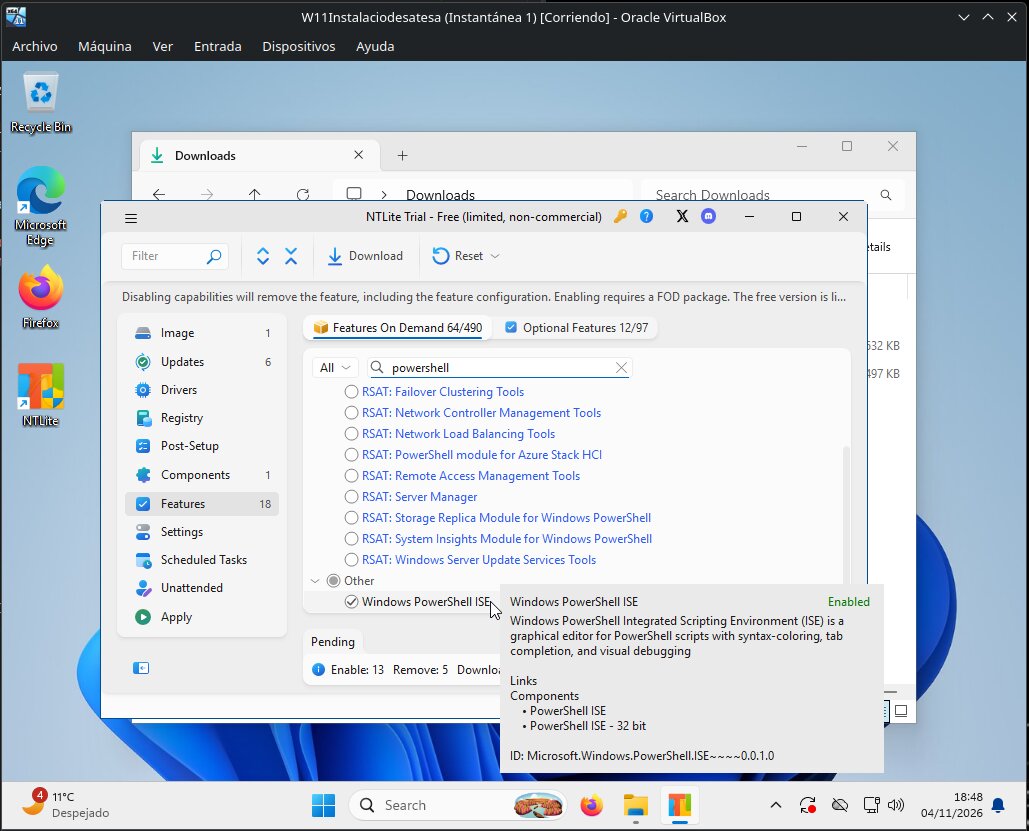 W11Instalaciodesatesa (Instantánea 1) [Corriendo] - Oracle VirtualBox
Archivo Máquina Ver Entrada Dispositivos Ayuda
Recycle Bin
Microsoft Edge
Firefox
NTLite
Downloads
Downloads
Search Downloads
etails
632 KB
497 KB
NTLite Trial - Free (limited, non-commercial)
Filter
Download
Reset
Disabling capabilities will remove the feature, including the feature configuration. Enabling requires a FOD package. The free version is li...
Image 1
Updates 6
Drivers
Registry
Post-Setup
Components 1
Features 18
Settings
Scheduled Tasks
Unattended
Apply
Features On Demand 64/490
Optional Features 12/97
All
powershell
RSAT: Failover Clustering Tools
RSAT: Network Controller Management Tools
RSAT: Network Load Balancing Tools
RSAT: PowerShell module for Azure Stack HCI
RSAT: Remote Access Management Tools
RSAT: Server Manager
RSAT: Storage Replica Module for Windows PowerShell
RSAT: System Insights Module for Windows PowerShell
RSAT: Windows Server Update Services Tools
Other
Windows PowerShell ISE
Pending
Enable: 13 Remove: 5 Downloa
Windows PowerShell ISE Enabled
Windows PowerShell Integrated Scripting Environment (ISE) is a
graphical editor for PowerShell scripts with syntax-coloring, tab
completion, and visual debugging
Links
Components
• PowerShell ISE
• PowerShell ISE - 32 bit
ID: Microsoft.Windows.PowerShell.ISE~~~~0.0.1.0
4
11°C
Despejado
Search
18:48
04/11/2026